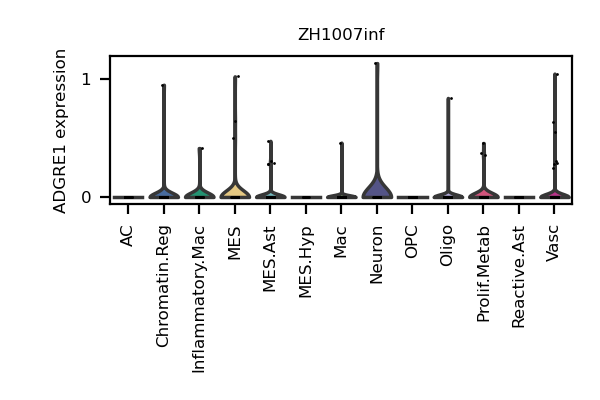 ZH1007inf
ADGRE1 expression
1
0
AC
Chromatin.Reg
Inflammatory.Mac
MES
MES.Ast
MES.Hyp
Mac
Neuron
OPC
Oligo
Prolif.Metab
Reactive.Ast
Vasc